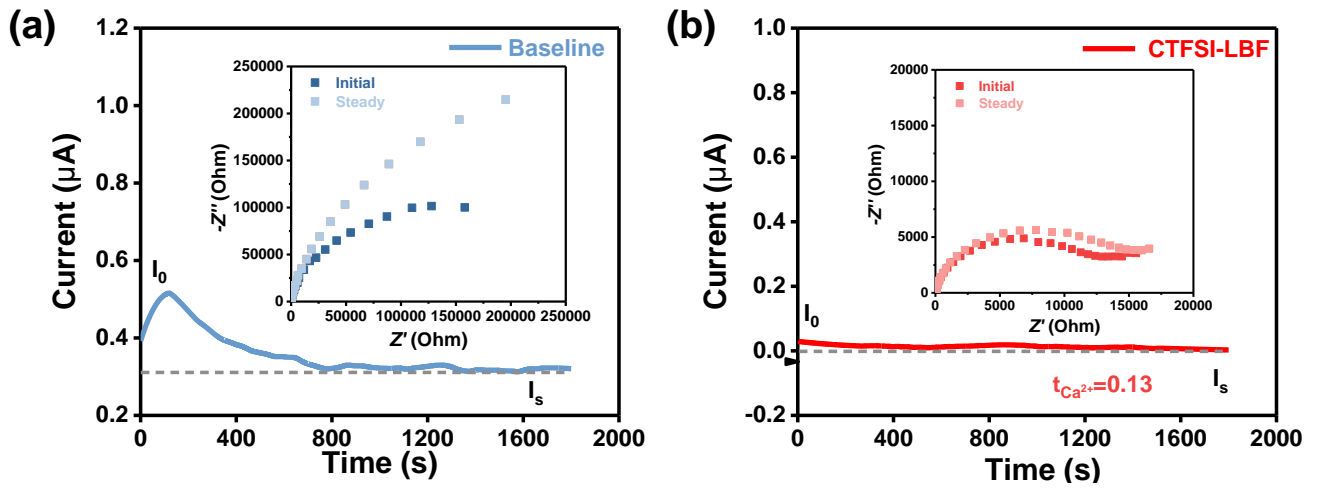 (a)
Baseline
Current (μA)
1.2
1.0
0.8
0.6
0.4
0.2
I0
Is
0
400
800
1200
1600
2000
Time (s)
Initial
Steady
-Z'' (Ohm)
250000
200000
150000
100000
50000
0
0
50000
100000
150000
200000
250000
Z' (Ohm)
(b)
CTFSI-LBF
Current (μA)
1.0
0.8
0.6
0.4
0.2
0.0
-0.2
I0
Is
tCa2+=0.13
0
400
800
1200
1600
2000
Time (s)
Initial
Steady
-Z'' (Ohm)
20000
15000
10000
5000
0
0
5000
10000
15000
20000
Z' (Ohm)